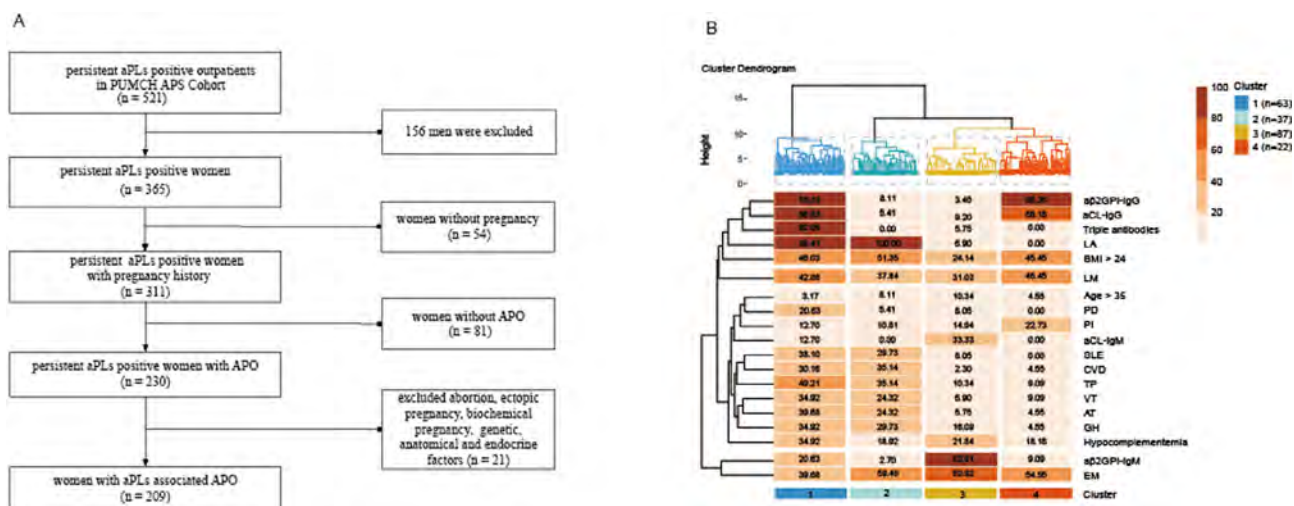 A
persistent aPLs positive outpatients
in PUMCH APS Cohort
(n = 521)
156 men were excluded
persistent aPLs positive women
(n = 365)
women without pregnancy
(n = 54)
persistent aPLs positive women
with pregnancy history
(n = 311)
women without APO
(n = 81)
persistent aPLs positive women with APO
(n = 230)
excluded abortion, ectopic
pregnancy, biochemical
pregnancy, genetic,
anatomical and endocrine
factors (n = 21)
women with aPLs associated APO
(n = 209)
B
Cluster Dendrogram
Height
15
10
5
0
100
80
60
40
20
Cluster
1 (n=63)
2 (n=37)
3 (n=87)
4 (n=22)
8.11 3.45 aβ2GPI-IgG
5.41 9.20 68.18 aCL-IgG
0.00 5.75 0.00 Triple antibodies
100.00 6.90 0.00 LA
46.03 51.35 24.14 45.45 BMI > 24
42.86 37.84 31.03 45.45 LM
3.17 8.11 10.34 4.55 Age > 35
20.63 5.41 8.05 0.00 PD
12.70 10.81 14.94 22.73 PI
12.70 0.00 33.33 0.00 aCL-IgM
38.10 29.73 8.05 0.00 SLE
30.16 35.14 2.30 4.55 CVD
49.21 35.14 10.34 9.09 TP
34.92 24.32 6.90 9.09 VT
39.68 24.32 5.75 4.55 AT
34.92 29.73 16.09 4.55 GH
34.92 18.92 21.84 18.18 Hypocomplementemia
20.63 2.70 9.09 aβ2GPI-IgM
39.68 59.46 54.55 EM
1 2 3 4 Cluster